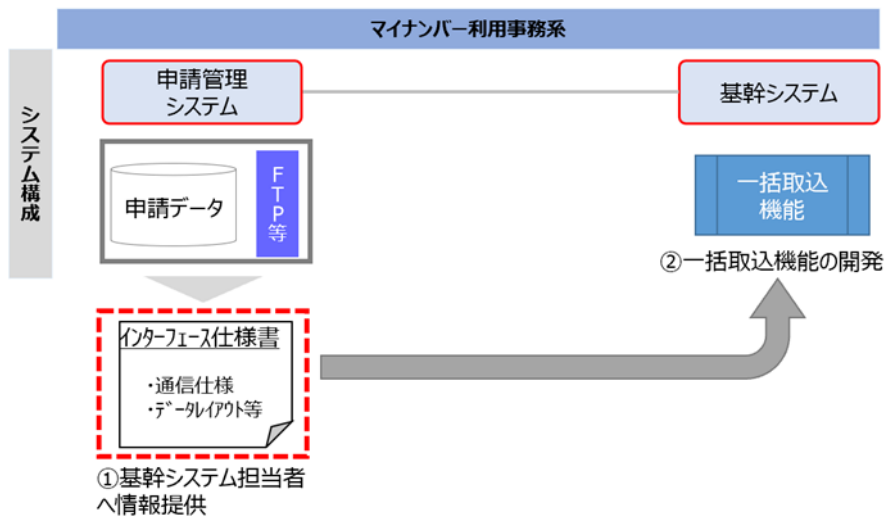 マイナンバー利用事務系
システム構成
申請管理
システム
基幹システム
申請データ
FTP等
一括取込
機能
②一括取込機能の開発
インターフェース仕様書
・通信仕様
・データレイアウト等
①基幹システム担当者
へ情報提供